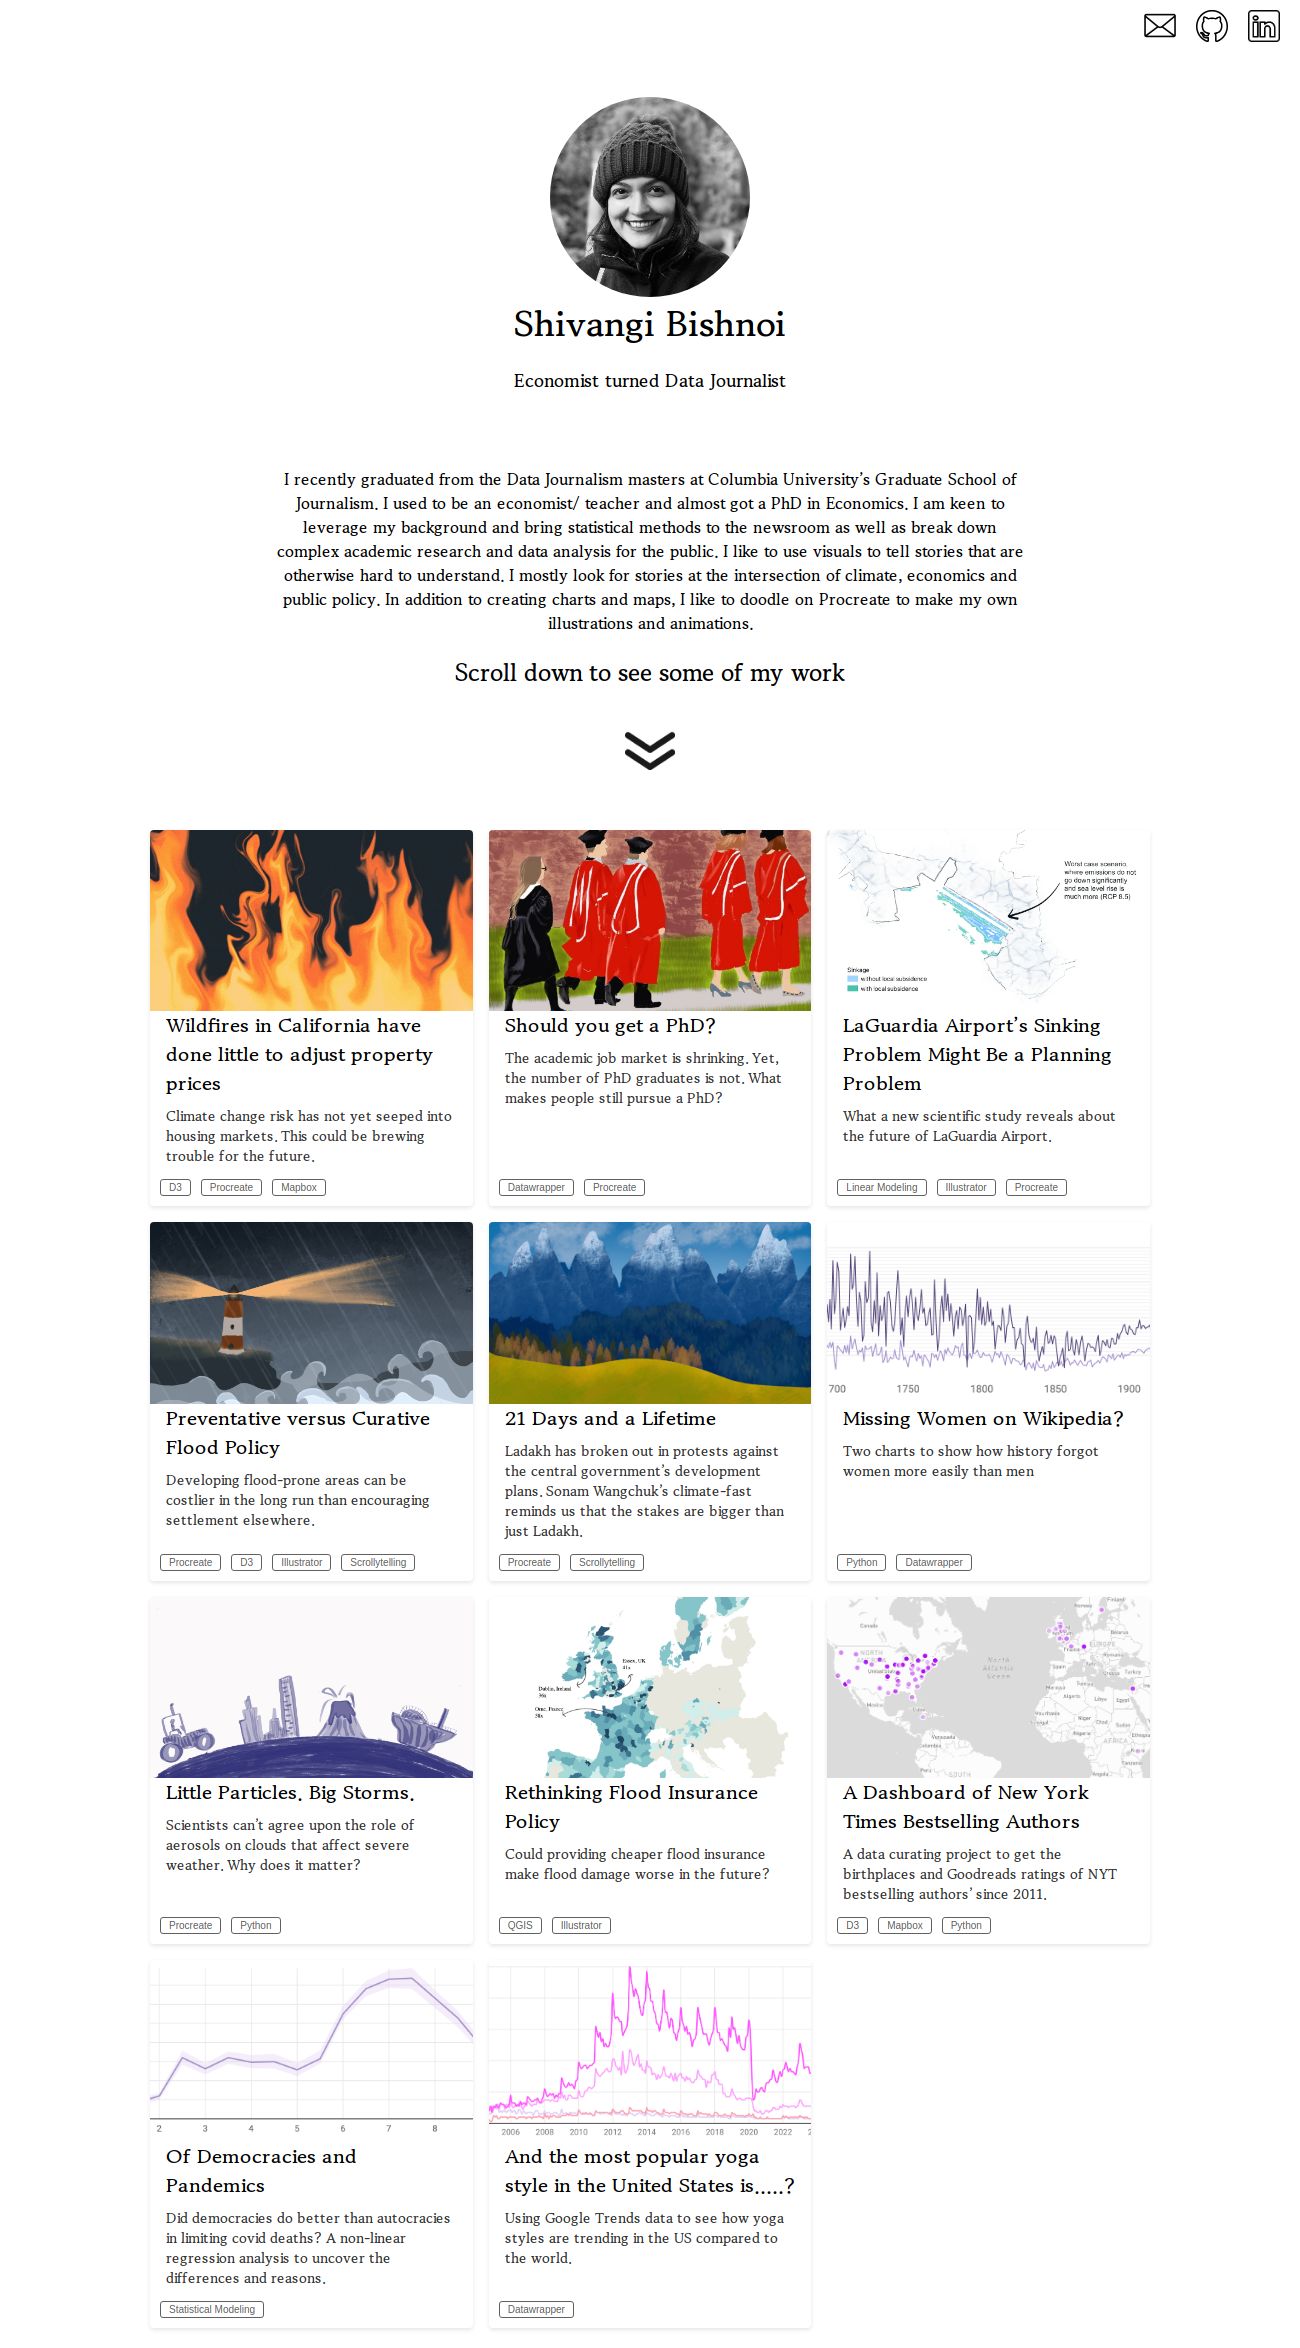 Shivangi Bishnoi
Economist turned Data Journalist
I recently graduated from the Data Journalism masters at Columbia University's Graduate School of
Journalism. I used to be an economist/ teacher and almost got a PhD in Economics. I am keen to
leverage my background and bring statistical methods to the newsroom as well as break down
complex academic research and data analysis for the public. I like to use visuals to tell stories that are
otherwise hard to understand. I mostly look for stories at the intersection of climate, economics and
public policy. In addition to creating charts and maps, I like to doodle on Procreate to make my own
illustrations and animations.
Scroll down to see some of my work
Wildfires in California have
done little to adjust property
prices
Climate change risk has not yet seeped into
housing markets. This could be brewing
trouble for the future.
D3 Procreate Mapbox
Should you get a PhD?
The academic job market is shrinking. Yet,
the number of PhD graduates is not. What
makes people still pursue a PhD?
Datawrapper Procreate
Worst case scenario
where emissions do not
go down significantly
and sea level rise is
much more (RCP 8.5)
Sinkage
without local subsidence
with local subsidence
LaGuardia Airport's Sinking
Problem Might Be a Planning
Problem
What a new scientific study reveals about
the future of LaGuardia Airport.
Linear Modeling Illustrator Procreate
Preventative versus Curative
Flood Policy
Developing flood-prone areas can be
costlier in the long run than encouraging
settlement elsewhere.
Procreate D3 Illustrator Scrollytelling
21 Days and a Lifetime
Ladakh has broken out in protests against
the central government's development
plans. Sonam Wangchuk's climate-fast
reminds us that the stakes are bigger than
just Ladakh.
Procreate Scrollytelling
700 1750 1800 1850 1900
Missing Women on Wikipedia?
Two charts to show how history forgot
women more easily than men
Python Datawrapper
Little Particles. Big Storms.
Scientists can't agree upon the role of
aerosols on clouds that affect severe
weather. Why does it matter?
Procreate Python
Essex, UK
Dublin, Ireland
Orne, France
Rethinking Flood Insurance
Policy
Could providing cheaper flood insurance
make flood damage worse in the future?
QGIS Illustrator
Canada
North
Atlantic
Ocean
EUROPE
AFRICA
SOUTH
A Dashboard of New York
Times Bestselling Authors
A data curating project to get the
birthplaces and Goodreads ratings of NYT
bestselling authors' since 2011.
D3 Mapbox Python
2 3 4 5 6 7 8
Of Democracies and
Pandemics
Did democracies do better than autocracies
in limiting covid deaths? A non-linear
regression analysis to uncover the
differences and reasons.
Statistical Modeling
2006 2008 2010 2012 2014 2016 2018 2020 2022
And the most popular yoga
style in the United States is.....?
Using Google Trends data to see how yoga
styles are trending in the US compared to
the world.
Datawrapper